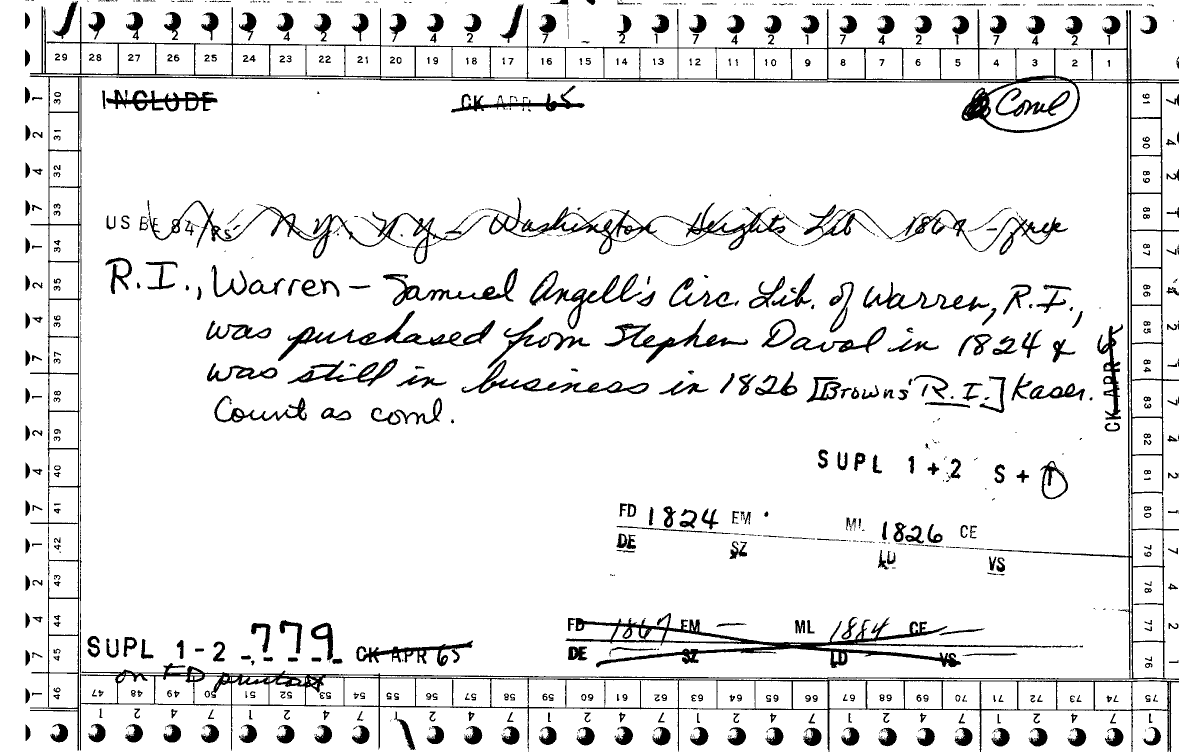 7 4 2 1 7 4 2 1 7 4 2 1 7 2 1 7 4 2 1 7 4 2 1 7 4 2 1
29 28 27 26 25 24 23 22 21 20 19 18 17 16 15 14 13 12 11 10 9 8 7 6 5 4 3 2 1
INCLUDE CK APR 65 Coml
US BE 84/85 N.Y., N.Y. - Washington Heights Lib 1864 - free
R.I., Warren - Samuel Angell's Circ. Lib. of Warren, R.I.,
was purchased from Stephen Davol in 1824 &
was still in business in 1826 [Browns' R.I.] Kaser.
Count as coml.
CK APR 65
SUPL 1+2 S + T
FD 1824 EM ML 1826 CE
DE SZ LD VS
FD 1867 EM — ML 1884 CE —
DE SZ LD VS
SUPL 1-2 - 779 - CK APR 65
on FD printout
30 31 32 33 34 35 36 37 38 39 40 41 42 43 44 45 46
91 90 89 88 87 86 85 84 83 82 81 80 79 78 77 76 75
47 48 49 50 51 52 53 54 55 56 57 58 59 60 61 62 63 64 65 66 67 68 69 70 71 72 73 74 75
1 2 4 7 1 2 4 7 1 2 4 7 1 2 4 7 1 2 4 7 1 2 4 7 1 2 4 7